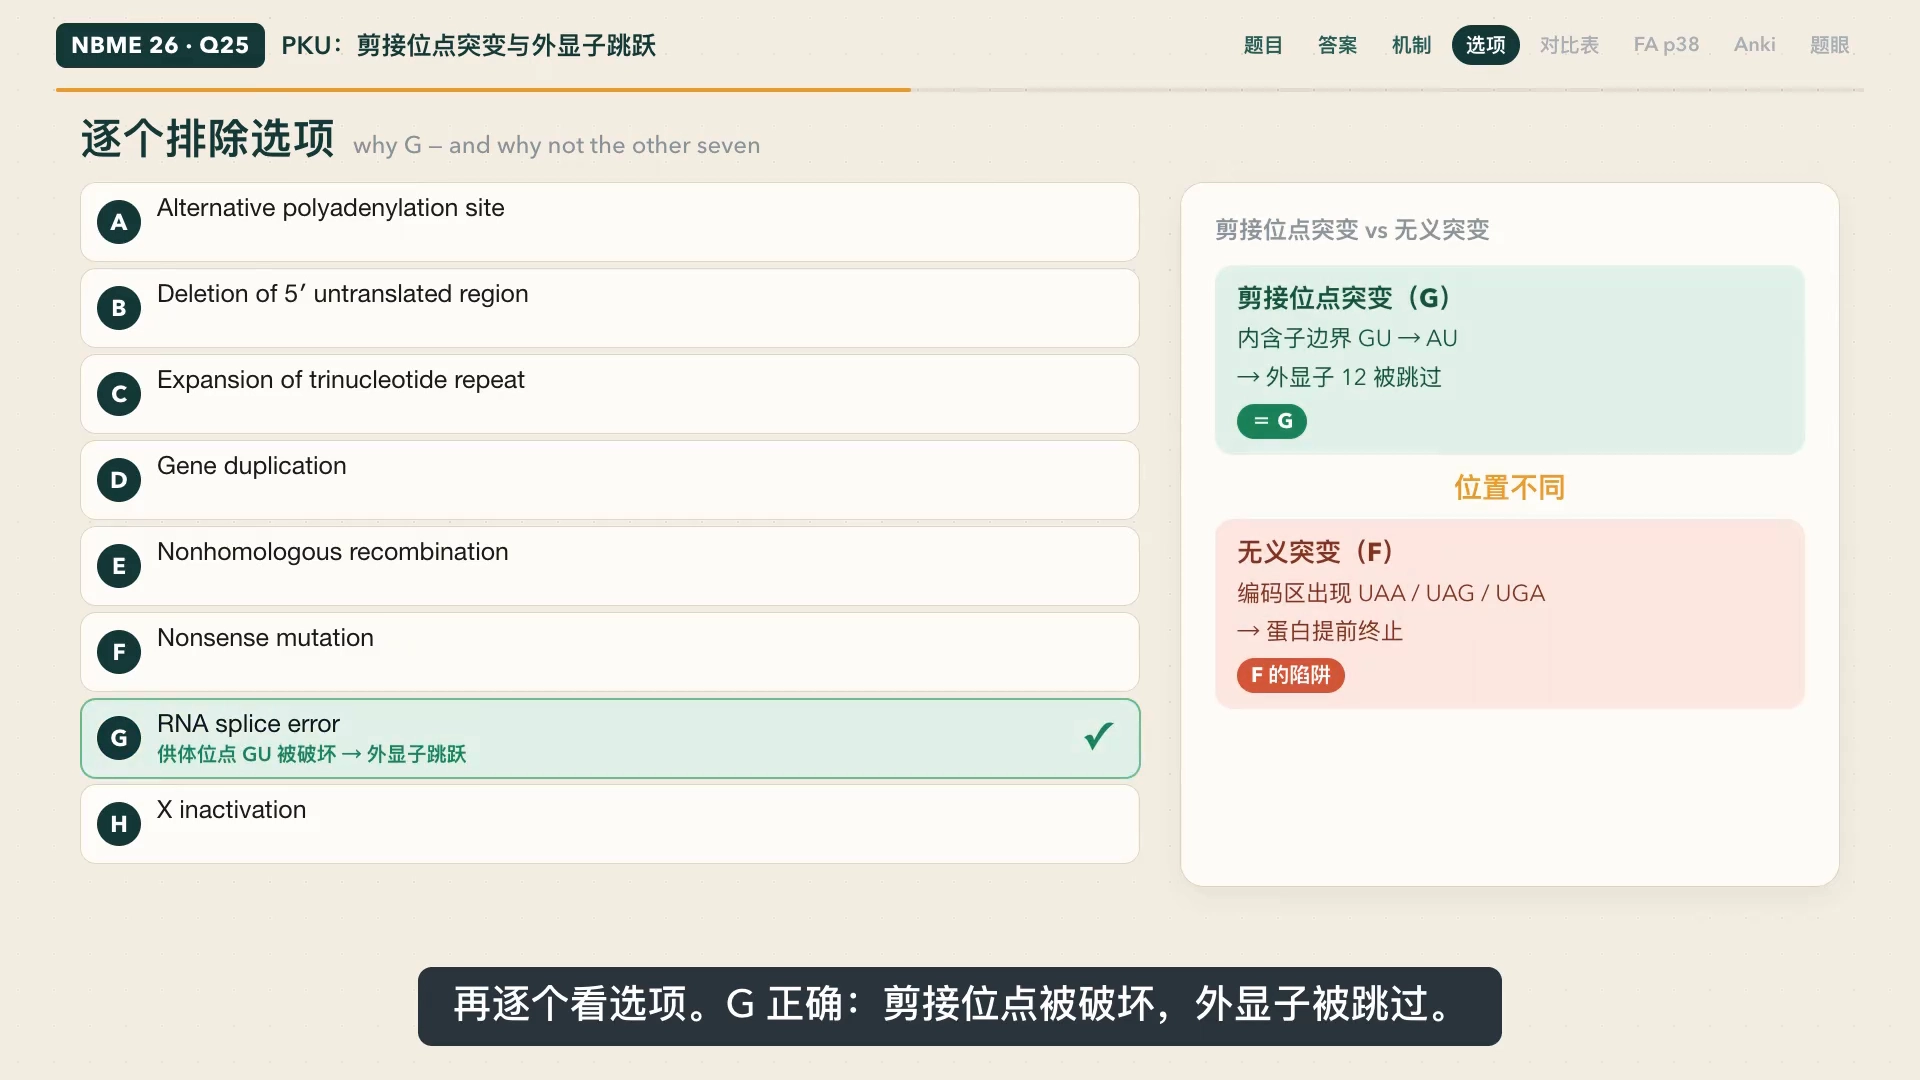 NBME 26 · Q25
PKU：剪接位点突变与外显子跳跃
题目 答案 机制 选项 对比表 FA p38 Anki 题眼
逐个排除选项 why G – and why not the other seven
A Alternative polyadenylation site
B Deletion of 5′ untranslated region
C Expansion of trinucleotide repeat
D Gene duplication
E Nonhomologous recombination
F Nonsense mutation
G RNA splice error ✓
供体位点 GU 被破坏 → 外显子跳跃
H X inactivation
剪接位点突变 vs 无义突变
剪接位点突变（G）
内含子边界 GU → AU
→ 外显子 12 被跳过
= G
位置不同
无义突变（F）
编码区出现 UAA / UAG / UGA
→ 蛋白提前终止
F 的陷阱
再逐个看选项。G 正确：剪接位点被破坏，外显子被跳过。